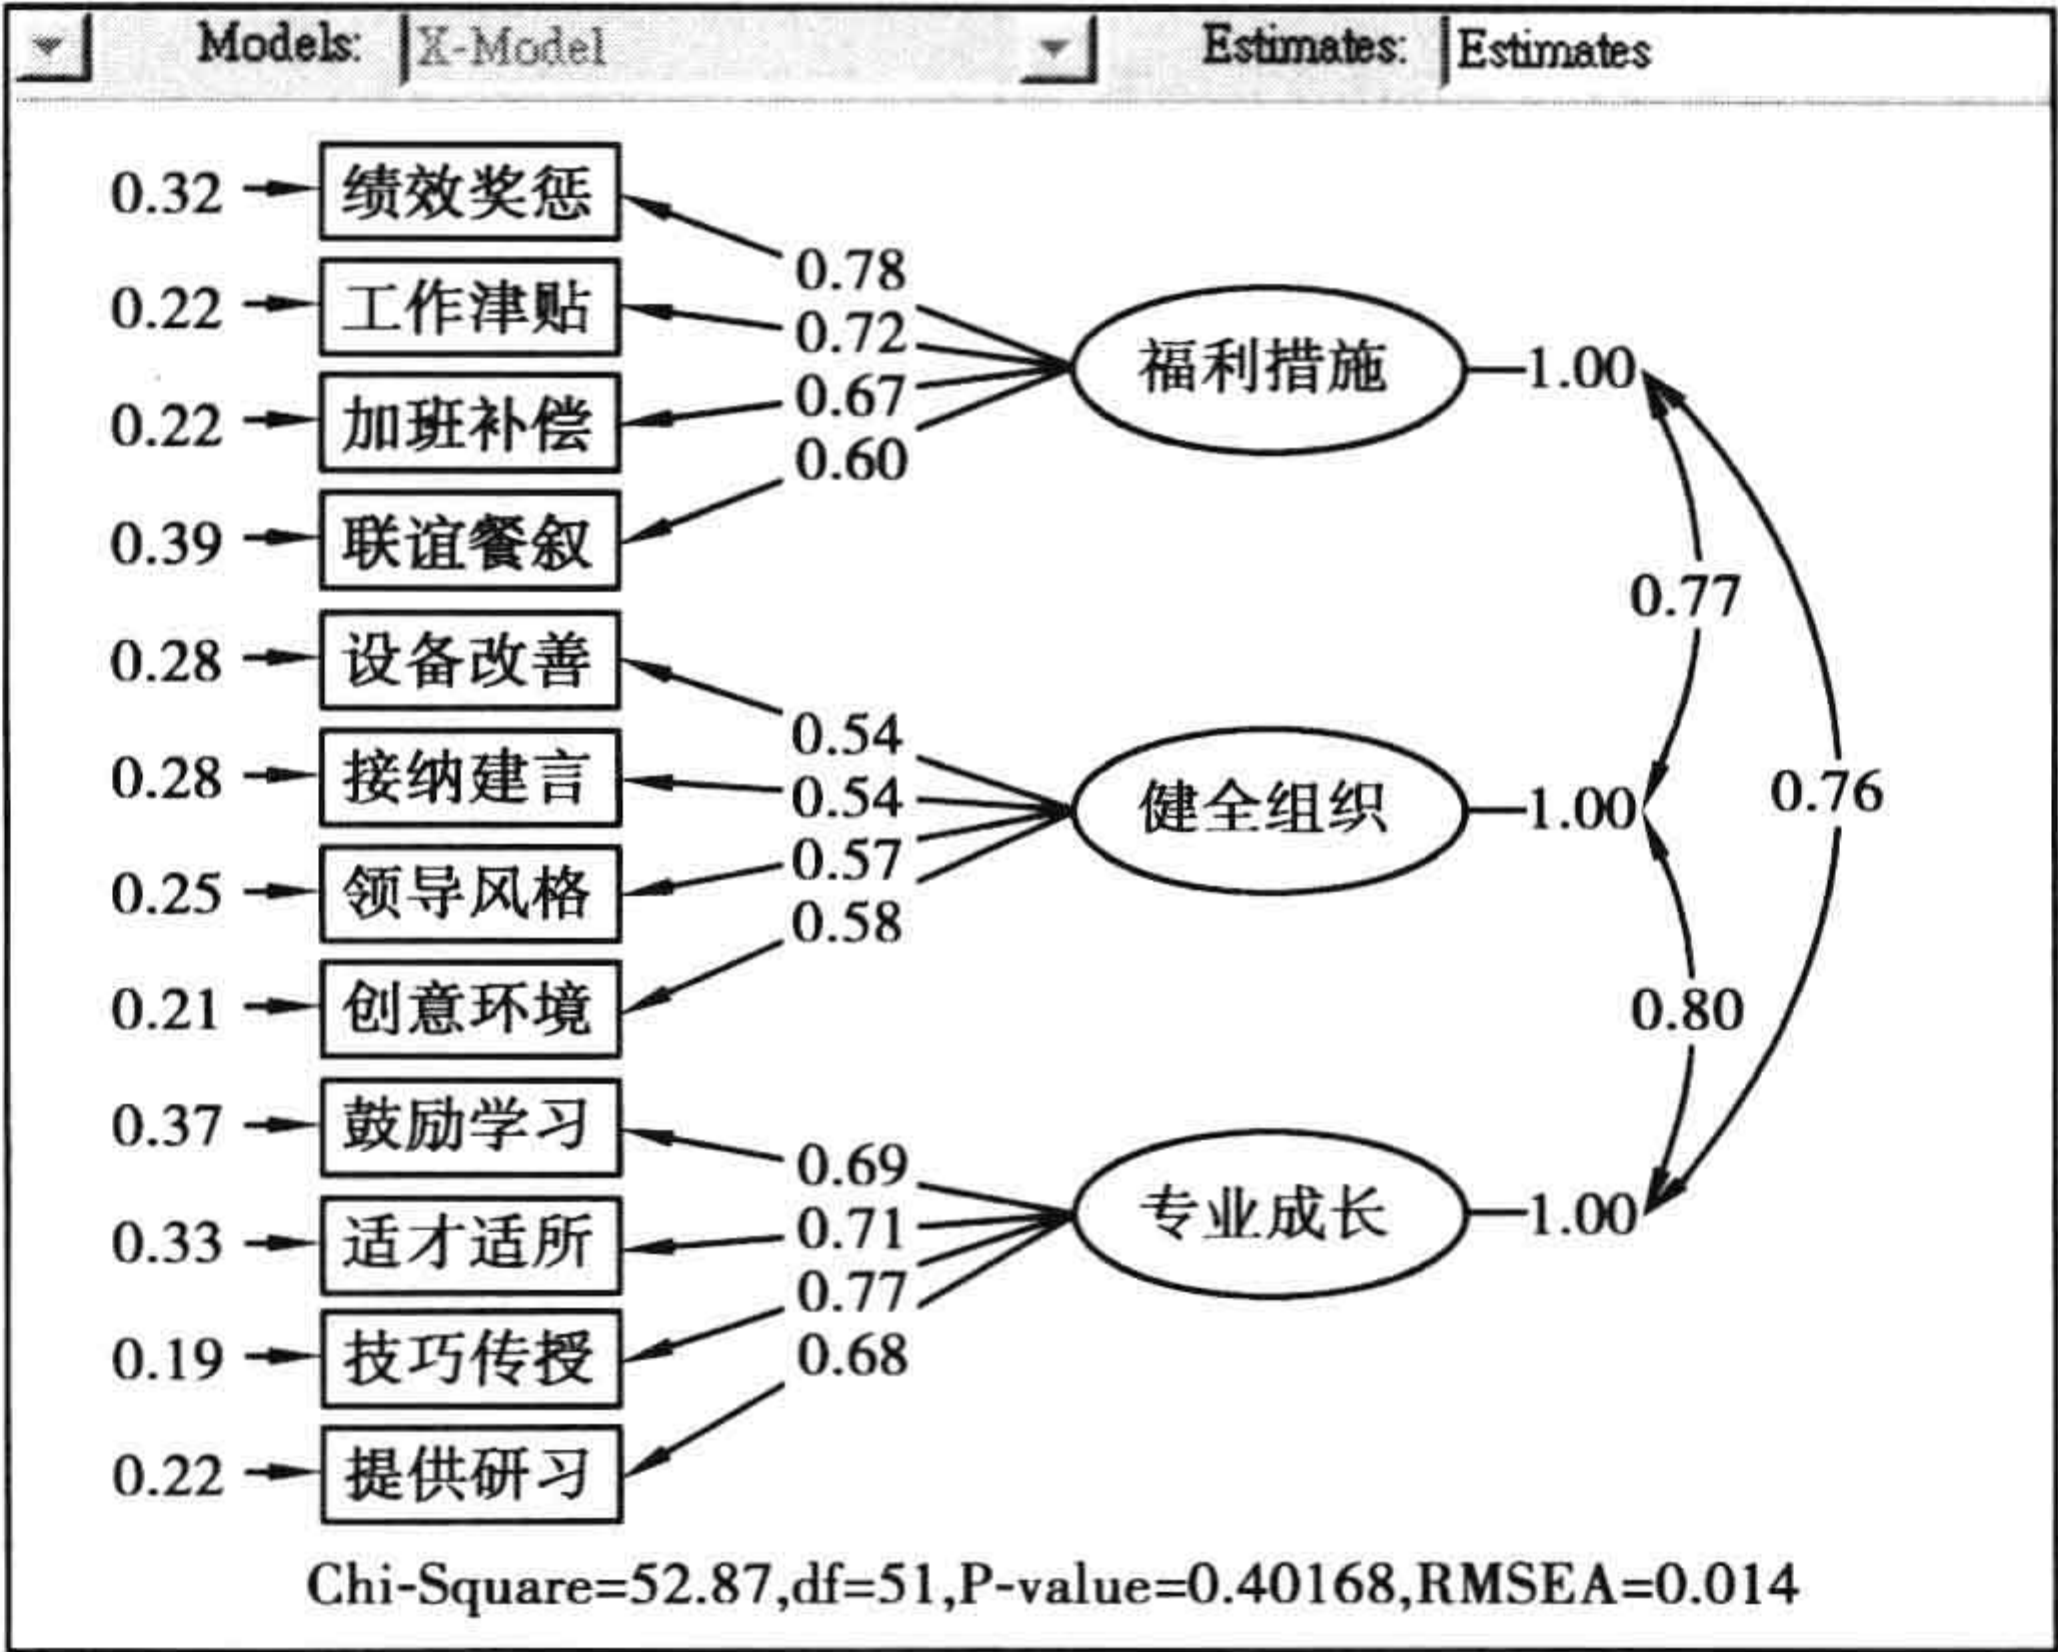 Models: X-Model Estimates: Estimates
0.32 绩效奖惩
0.78
0.22 工作津贴
0.72
福利措施 1.00
0.67
0.22 加班补偿
0.60
0.39 联谊餐叙
0.77
0.28 设备改善
0.54
0.28 接纳建言
0.54
健全组织 1.00
0.76
0.57
0.25 领导风格
0.58
0.21 创意环境
0.80
0.37 鼓励学习
0.69
0.33 适才适所
0.71
专业成长 1.00
0.77
0.19 技巧传授
0.68
0.22 提供研习
Chi-Square=52.87,df=51,P-value=0.40168,RMSEA=0.014